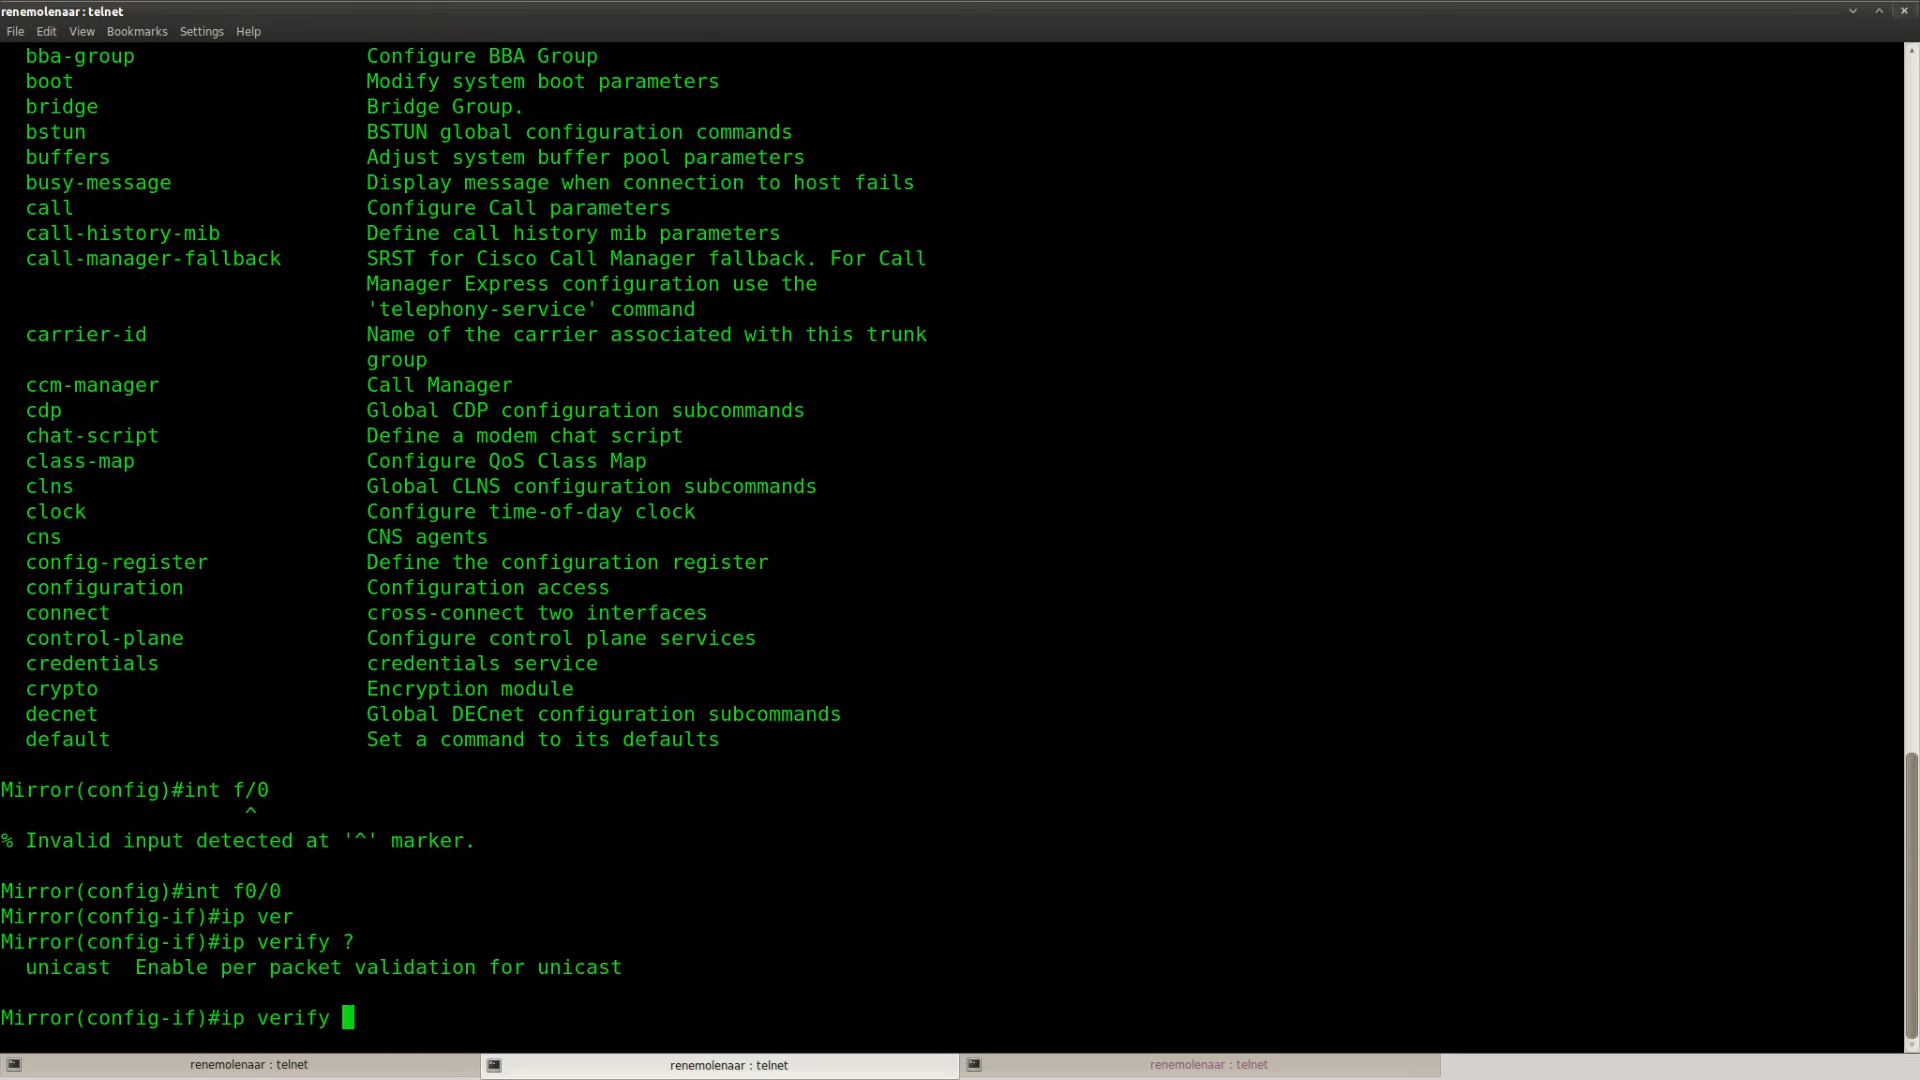 renemolenaar : telnet
File Edit View Bookmarks Settings Help
bba-group Configure BBA Group
boot Modify system boot parameters
bridge Bridge Group.
bstun BSTUN global configuration commands
buffers Adjust system buffer pool parameters
busy-message Display message when connection to host fails
call Configure Call parameters
call-history-mib Define call history mib parameters
call-manager-fallback SRST for Cisco Call Manager fallback. For Call
Manager Express configuration use the
'telephony-service' command
carrier-id Name of the carrier associated with this trunk
group
ccm-manager Call Manager
cdp Global CDP configuration subcommands
chat-script Define a modem chat script
class-map Configure QoS Class Map
clns Global CLNS configuration subcommands
clock Configure time-of-day clock
cns CNS agents
config-register Define the configuration register
configuration Configuration access
connect cross-connect two interfaces
control-plane Configure control plane services
credentials credentials service
crypto Encryption module
decnet Global DECnet configuration subcommands
default Set a command to its defaults
Mirror(config)#int f/0
^
% Invalid input detected at '^' marker.
Mirror(config)#int f0/0
Mirror(config-if)#ip ver
Mirror(config-if)#ip verify ?
unicast Enable per packet validation for unicast
Mirror(config-if)#ip verify
renemolenaar : telnet renemolenaar : telnet renemolenaar : telnet